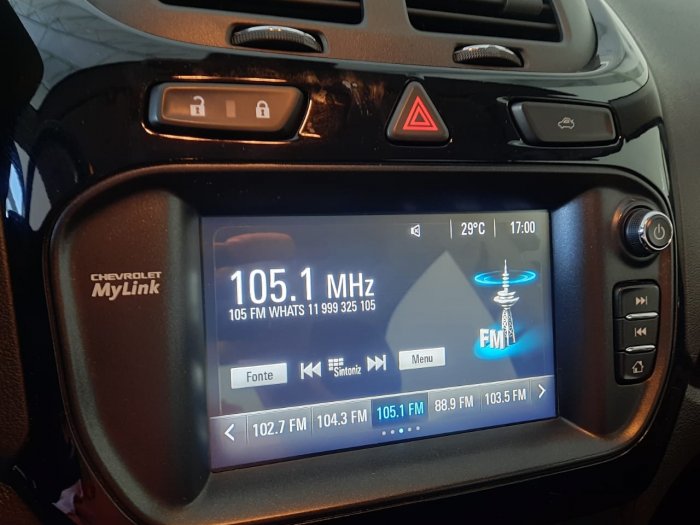 29°C 17:00
CHEVROLET
MyLink
105.1 MHz
105 FM WHATS 11 999 325 105
FM
Fonte Sintoniz Menu
102.7 FM 104.3 FM 105.1 FM 88.9 FM 103.5 FM